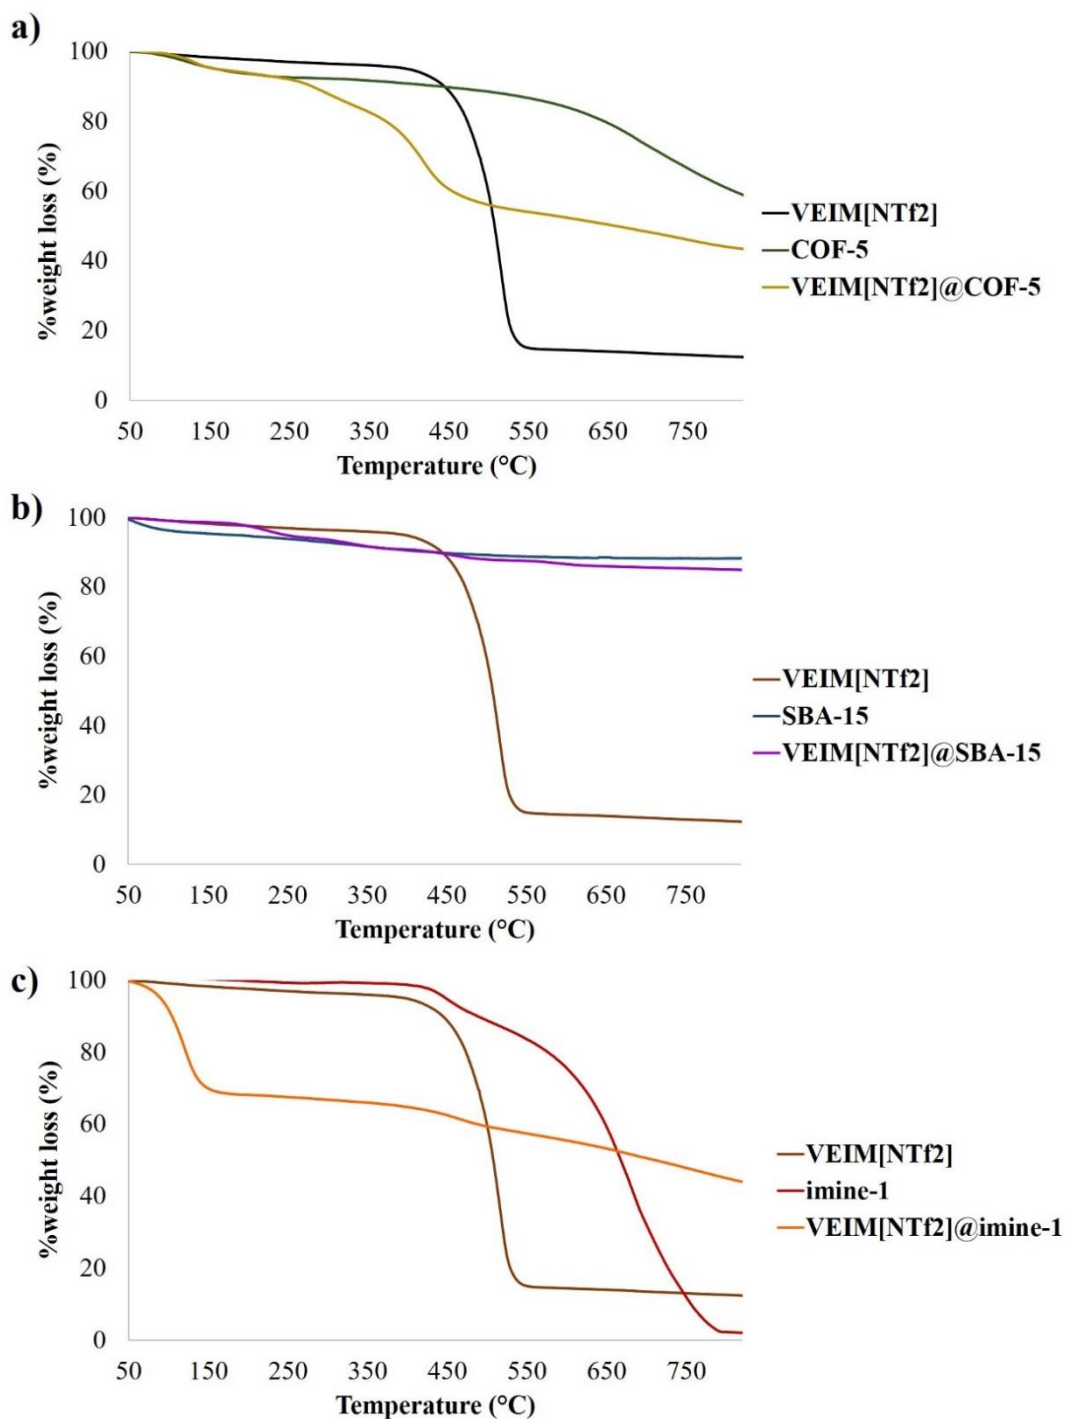 a)
%weight loss (%)
100
80
60
40
20
0
50 150 250 350 450 550 650 750
Temperature (°C)
VEIM[NTf2]
COF-5
VEIM[NTf2]@COF-5
b)
%weight loss (%)
100
80
60
40
20
0
50 150 250 350 450 550 650 750
Temperature (°C)
VEIM[NTf2]
SBA-15
VEIM[NTf2]@SBA-15
c)
%weight loss (%)
100
80
60
40
20
0
50 150 250 350 450 550 650 750
Temperature (°C)
VEIM[NTf2]
imine-1
VEIM[NTf2]@imine-1